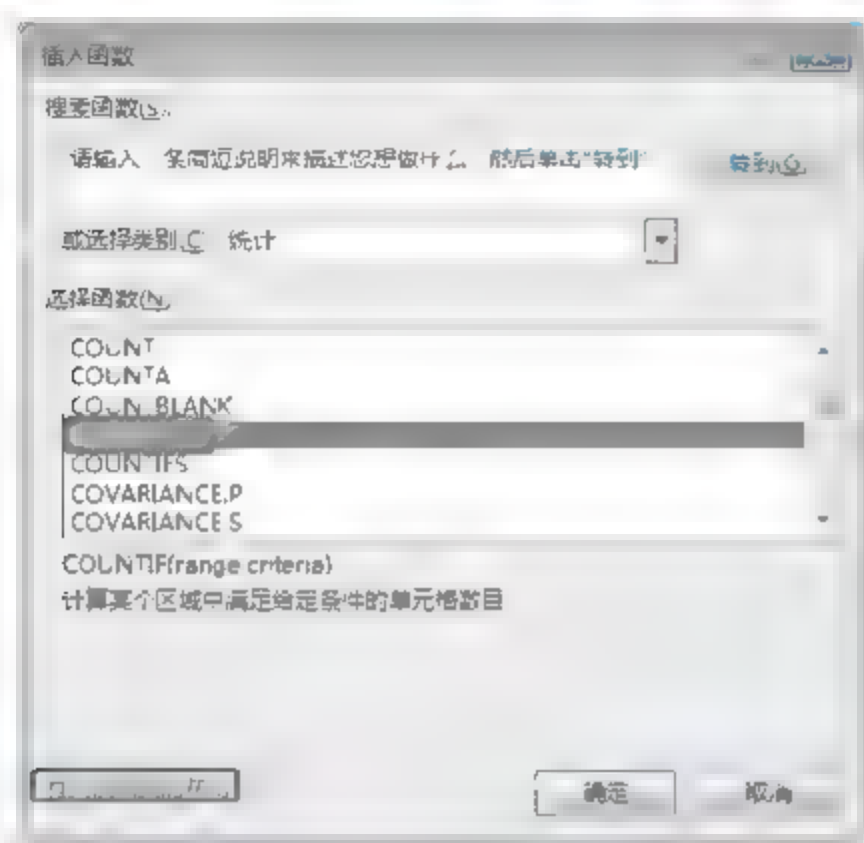 插入函数
搜索函数(S):
请输入一条简短说明来描述您想做什么，然后单击"转到" 转到(G)
或选择类别(C): 统计
选择函数(N):
COUNT
COUNTA
COUNTBLANK
COUNTIFS
COVARIANCE.P
COVARIANCE.S
COUNTIF(range,criteria)
计算某个区域中满足给定条件的单元格数目
确定 取消